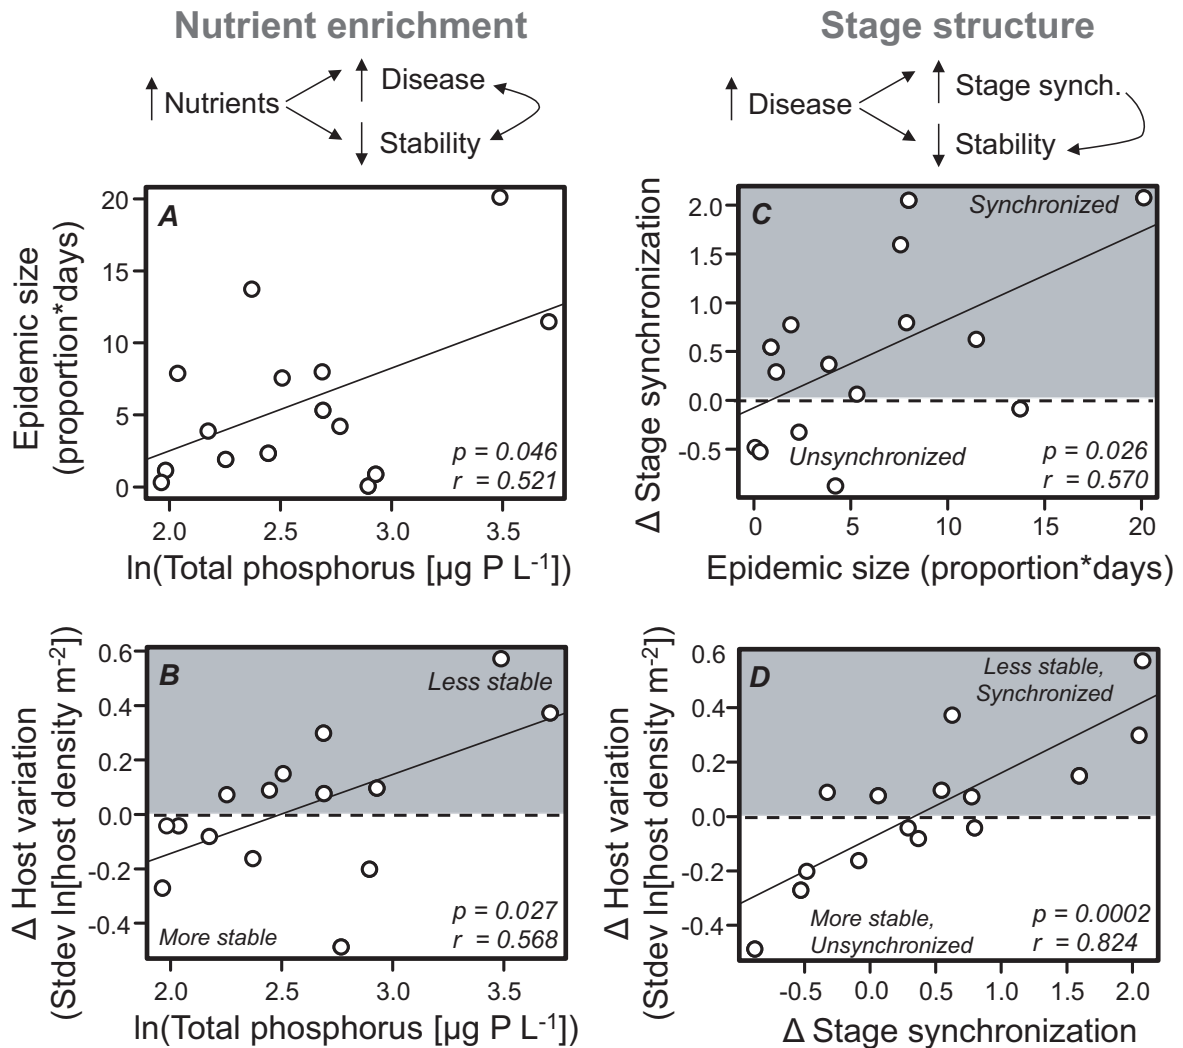 Nutrient enrichment
Nutrients
Disease
Stability
Stage structure
Disease
Stage synch.
Stability
A
Epidemic size
(proportion*days)
20
15
10
5
0
p = 0.046
r = 0.521
2.0 2.5 3.0 3.5
ln(Total phosphorus [µg P L-1])
C
Synchronized
Δ Stage synchronization
2.0
1.5
1.0
0.5
0.0
-0.5
Unsynchronized
p = 0.026
r = 0.570
0 5 10 15 20
Epidemic size (proportion*days)
B
Less stable
Δ Host variation
(Stdev ln[host density m-2])
0.6
0.4
0.2
0.0
-0.2
-0.4
More stable
p = 0.027
r = 0.568
2.0 2.5 3.0 3.5
ln(Total phosphorus [µg P L-1])
D
Less stable,
Synchronized
Δ Host variation
(Stdev ln[host density m-2])
0.6
0.4
0.2
0.0
-0.2
-0.4
More stable,
Unsynchronized
p = 0.0002
r = 0.824
-0.5 0.0 0.5 1.0 1.5 2.0
Δ Stage synchronization